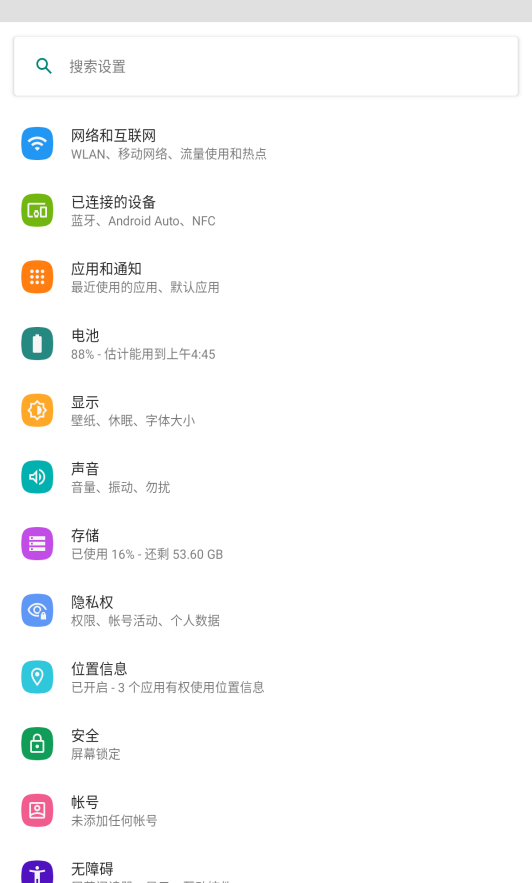 搜索设置
网络和互联网
WLAN、移动网络、流量使用和热点
已连接的设备
蓝牙、Android Auto、NFC
应用和通知
最近使用的应用、默认应用
电池
88% - 估计能用到上午4:45
显示
壁纸、休眠、字体大小
声音
音量、振动、勿扰
存储
已使用 16% - 还剩 53.60 GB
隐私权
权限、帐号活动、个人数据
位置信息
已开启 - 3 个应用有权使用位置信息
安全
屏幕锁定
帐号
未添加任何帐号
无障碍